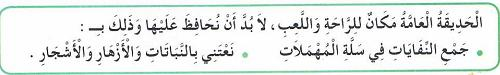 الْحَدِيقَةُ الْعَامَّةُ مَكَانٌ لِلرَّاحَةِ وَاللَّعِبِ، لَا بُدَّ أَنْ نُحَافِظَ عَلَيْهَا وَذَلِكَ بِـــ :
• جَمْعِ النُّفَايَاتِ فِي سَلَّةِ الْمُهْمَلَاتِ • نَعْتَنِي بِالنَّبَاتَاتِ وَالْأَزْهَارِ وَالْأَشْجَارِ .